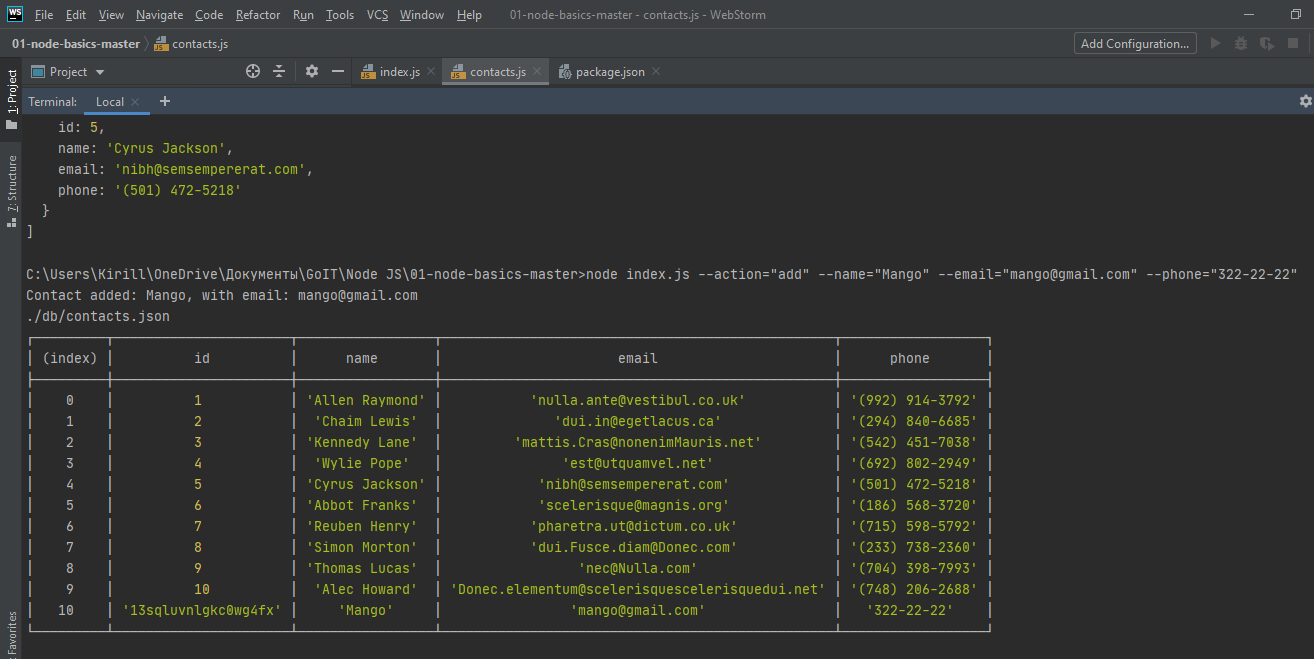 WS File Edit View Navigate Code Refactor Run Tools VCS Window Help 01-node-basics-master - contacts.js - WebStorm
01-node-basics-master contacts.js Add Configuration...
Project index.js contacts.js package.json
1: Project
7: Structure
2: Favorites
Terminal: Local +
id: 5,
name: 'Cyrus Jackson',
email: 'nibh@semsempererat.com',
phone: '(501) 472-5218'
}
]
C:\Users\Kirill\OneDrive\Документы\GoIT\Node JS\01-node-basics-master>node index.js --action="add" --name="Mango" --email="mango@gmail.com" --phone="322-22-22"
Contact added: Mango, with email: mango@gmail.com
./db/contacts.json
(index) id name email phone
0 1 'Allen Raymond' 'nulla.ante@vestibul.co.uk' '(992) 914-3792'
1 2 'Chaim Lewis' 'dui.in@egetlacus.ca' '(294) 840-6685'
2 3 'Kennedy Lane' 'mattis.Cras@nonenimMauris.net' '(542) 451-7038'
3 4 'Wylie Pope' 'est@utquamvel.net' '(692) 802-2949'
4 5 'Cyrus Jackson' 'nibh@semsempererat.com' '(501) 472-5218'
5 6 'Abbot Franks' 'scelerisque@magnis.org' '(186) 568-3720'
6 7 'Reuben Henry' 'pharetra.ut@dictum.co.uk' '(715) 598-5792'
7 8 'Simon Morton' 'dui.Fusce.diam@Donec.com' '(233) 738-2360'
8 9 'Thomas Lucas' 'nec@Nulla.com' '(704) 398-7993'
9 10 'Alec Howard' 'Donec.elementum@scelerisquescelerisquedui.net' '(748) 206-2688'
10 '13sqluvnlgkc0wg4fx' 'Mango' 'mango@gmail.com' '322-22-22'